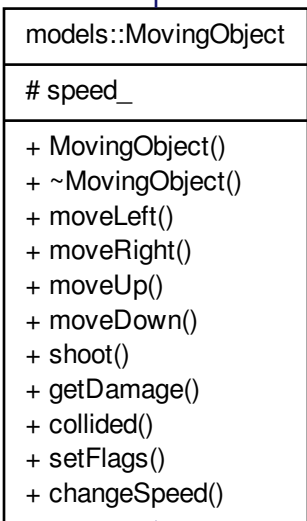 models::MovingObject
# speed_
+ MovingObject()
+ ~MovingObject()
+ moveLeft()
+ moveRight()
+ moveUp()
+ moveDown()
+ shoot()
+ getDamage()
+ collided()
+ setFlags()
+ changeSpeed()